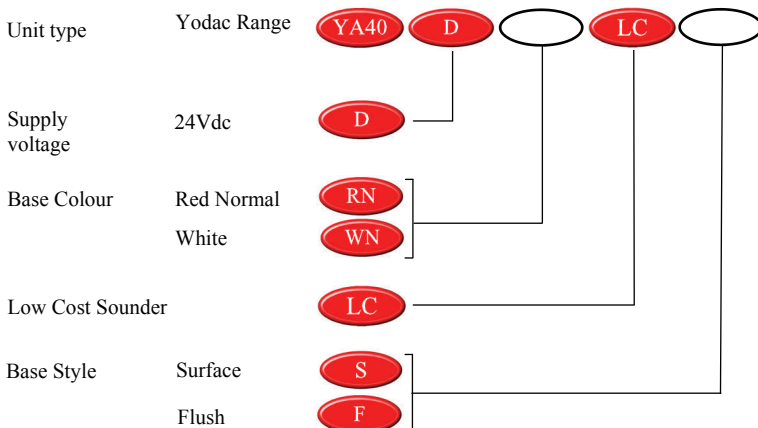 Unit type Yodac Range YA40 D LC
Supply voltage 24Vdc D
Base Colour Red Normal RN
White WN
Low Cost Sounder LC
Base Style Surface S
Flush F